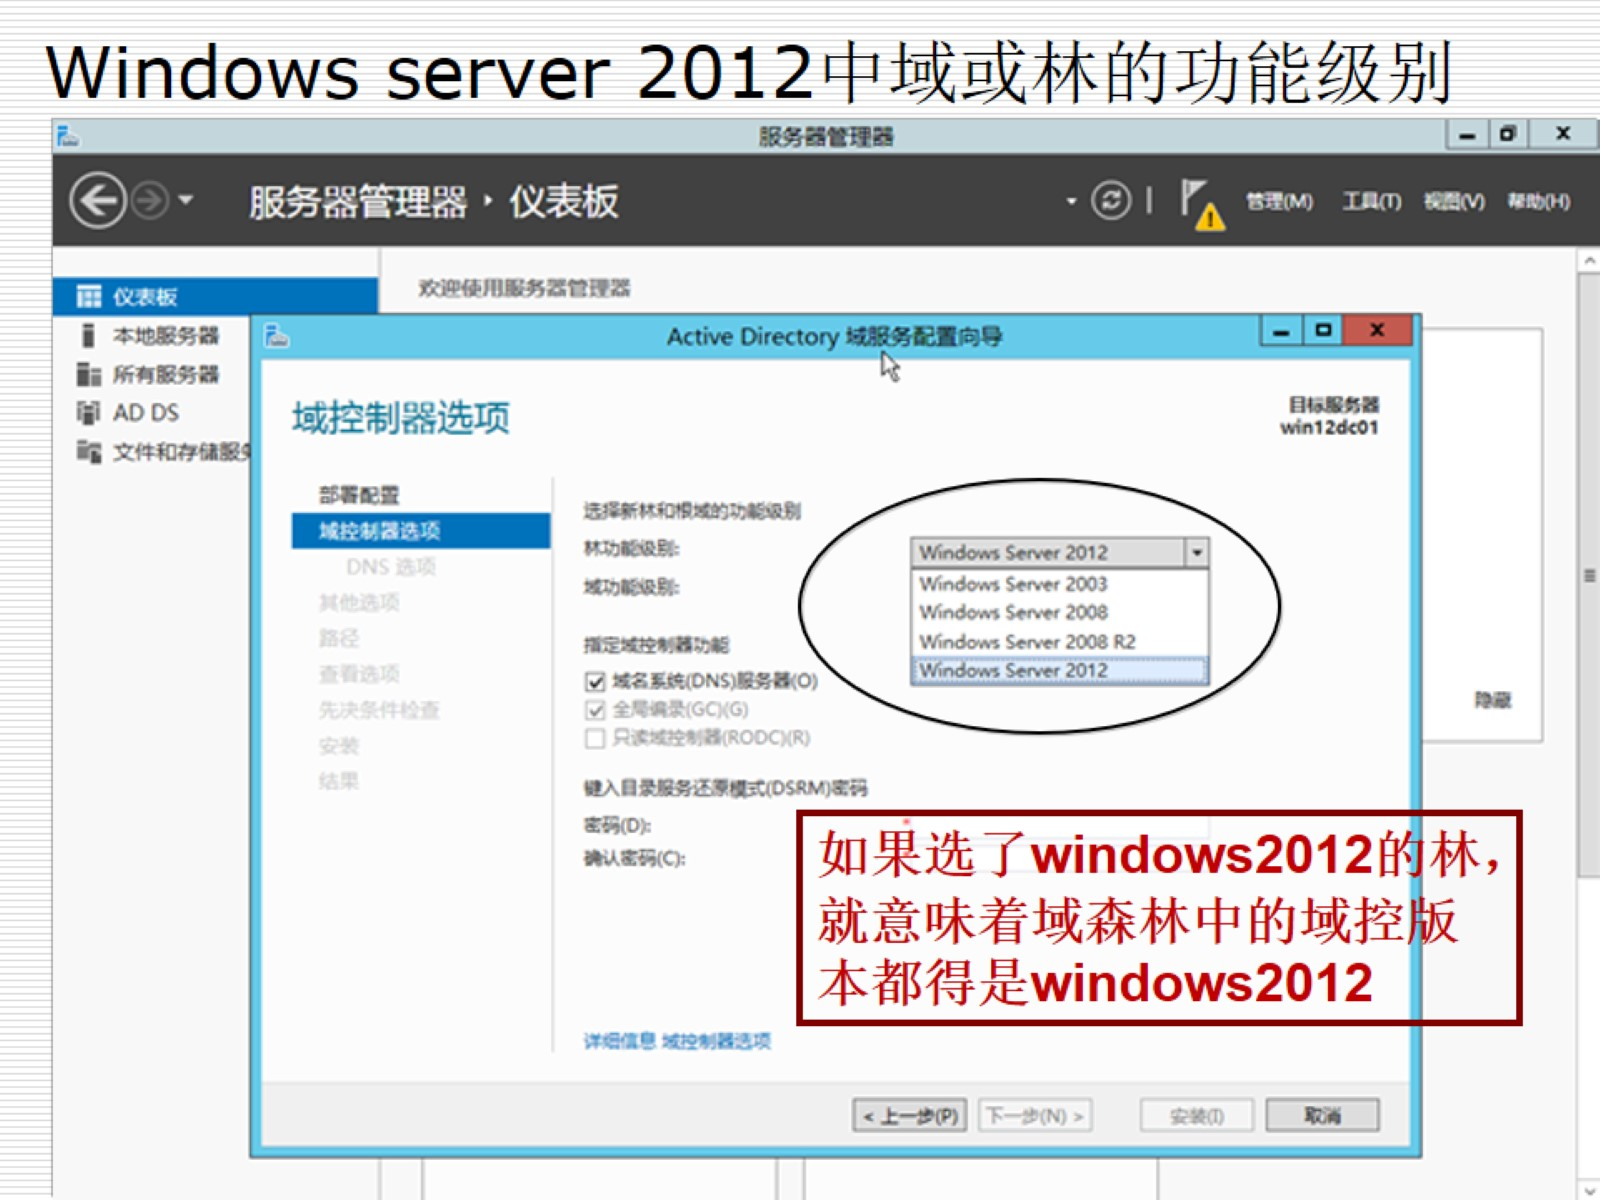 Windows server 2012中域或林的功能级别
服务器管理器
服务器管理器 · 仪表板
管理(M) 工具(T) 视图(V) 帮助(H)
仪表板
本地服务器
所有服务器
AD DS
文件和存储服务
欢迎使用服务器管理器
Active Directory 域服务配置向导
域控制器选项
目标服务器
win12dc01
部署配置
域控制器选项
DNS 选项
其他选项
路径
查看选项
先决条件检查
安装
结果
选择新林和根域的功能级别
林功能级别:
Windows Server 2012
域功能级别:
Windows Server 2003
Windows Server 2008
Windows Server 2008 R2
Windows Server 2012
指定域控制器功能
域名系统(DNS)服务器(O)
全局编录(GC)(G)
只读域控制器(RODC)(R)
键入目录服务还原模式(DSRM)密码
密码(D):
确认密码(C):
隐藏
如果选了windows2012的林，
就意味着域森林中的域控版
本都得是windows2012
详细信息 域控制器选项
< 上一步(P) 下一步(N) > 安装(I) 取消